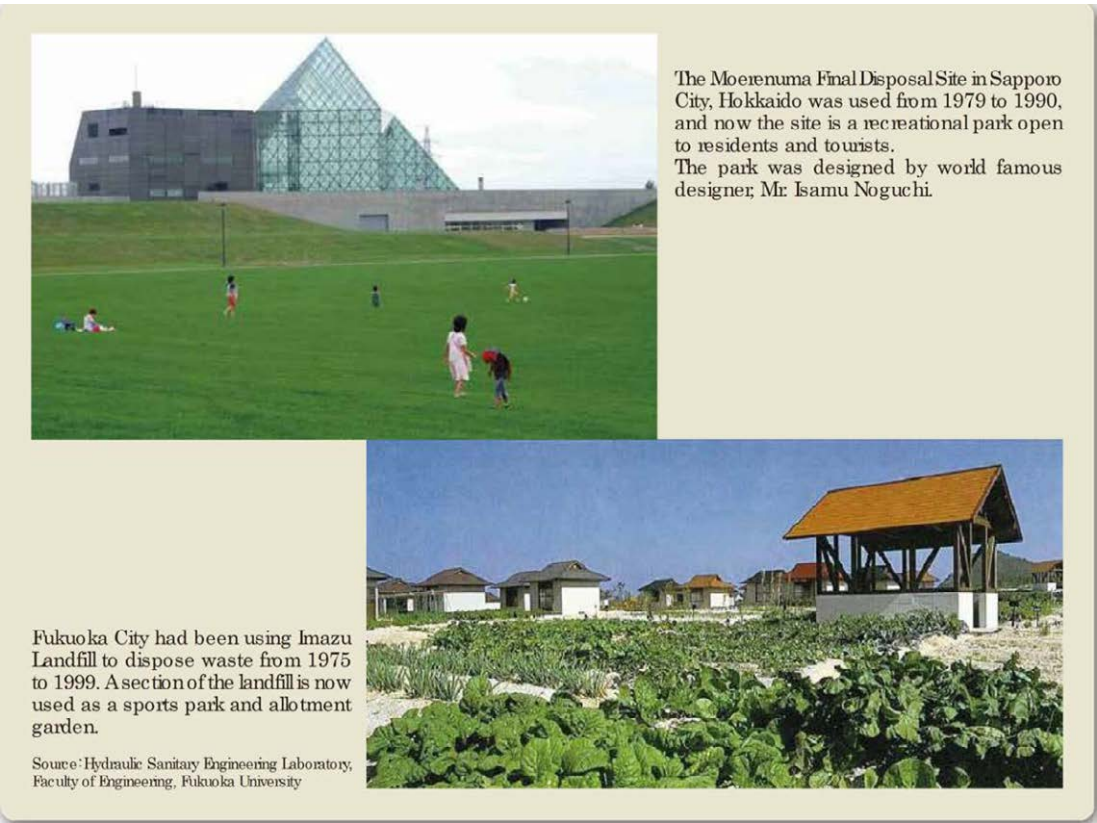 The Moerenuma Final Disposal Site in Sapporo
City, Hokkaido was used from 1979 to 1990,
and now the site is a recreational park open
to residents and tourists.
The park was designed by world famous
designer, Mr. Isamu Noguchi.
Fukuoka City had been using Imazu
Landfill to dispose waste from 1975
to 1999. A section of the landfill is now
used as a sports park and allotment
garden.
Source:Hydraulic Sanitary Engineering Laboratory,
Faculty of Engineering, Fukuoka University